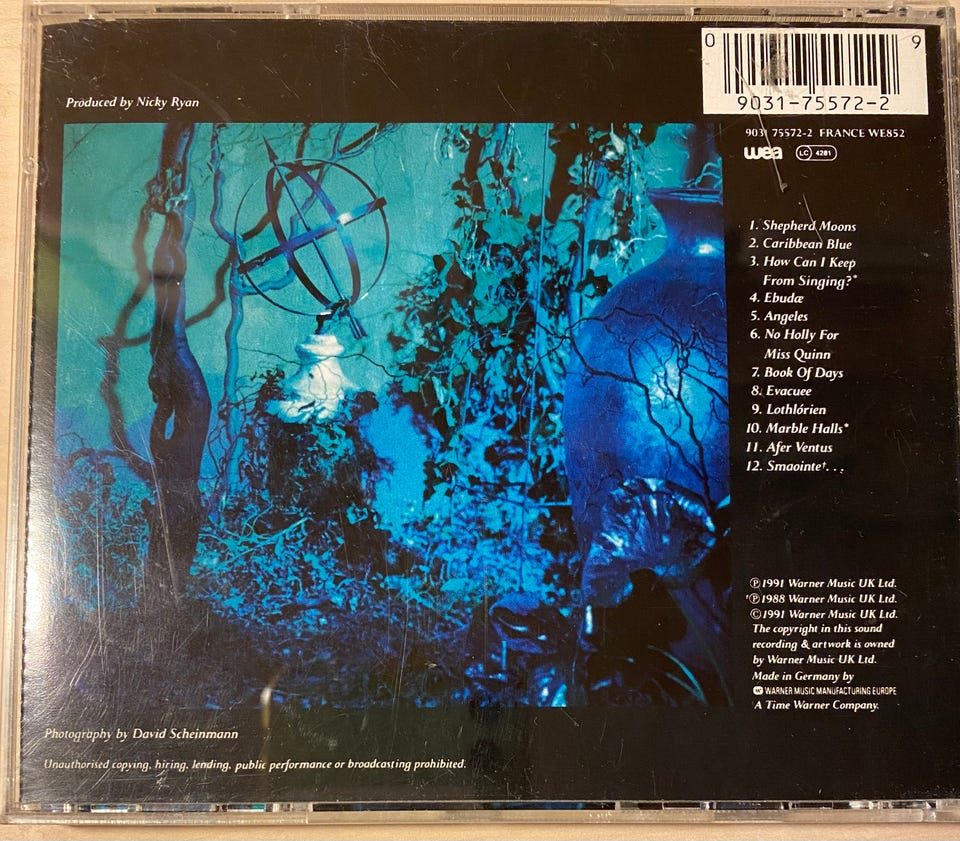 Produced by Nicky Ryan
0 9
9031-75572-2
9031 75572-2 FRANCE WE852
wea LC 4281
1. Shepherd Moons
2. Caribbean Blue
3. How Can I Keep
From Singing?*
4. Ebudæ
5. Angeles
6. No Holly For
Miss Quinn
7. Book Of Days
8. Evacuee
9. Lothlórien
10. Marble Halls*
11. Afer Ventus
12. Smaointe†. . .
℗1991 Warner Music UK Ltd.
†℗1988 Warner Music UK Ltd.
©1991 Warner Music UK Ltd.
The copyright in this sound
recording & artwork is owned
by Warner Music UK Ltd.
Made in Germany by
WARNER MUSIC MANUFACTURING EUROPE
A Time Warner Company.
Photography by David Scheinmann
Unauthorised copying, hiring, lending, public performance or broadcasting prohibited.